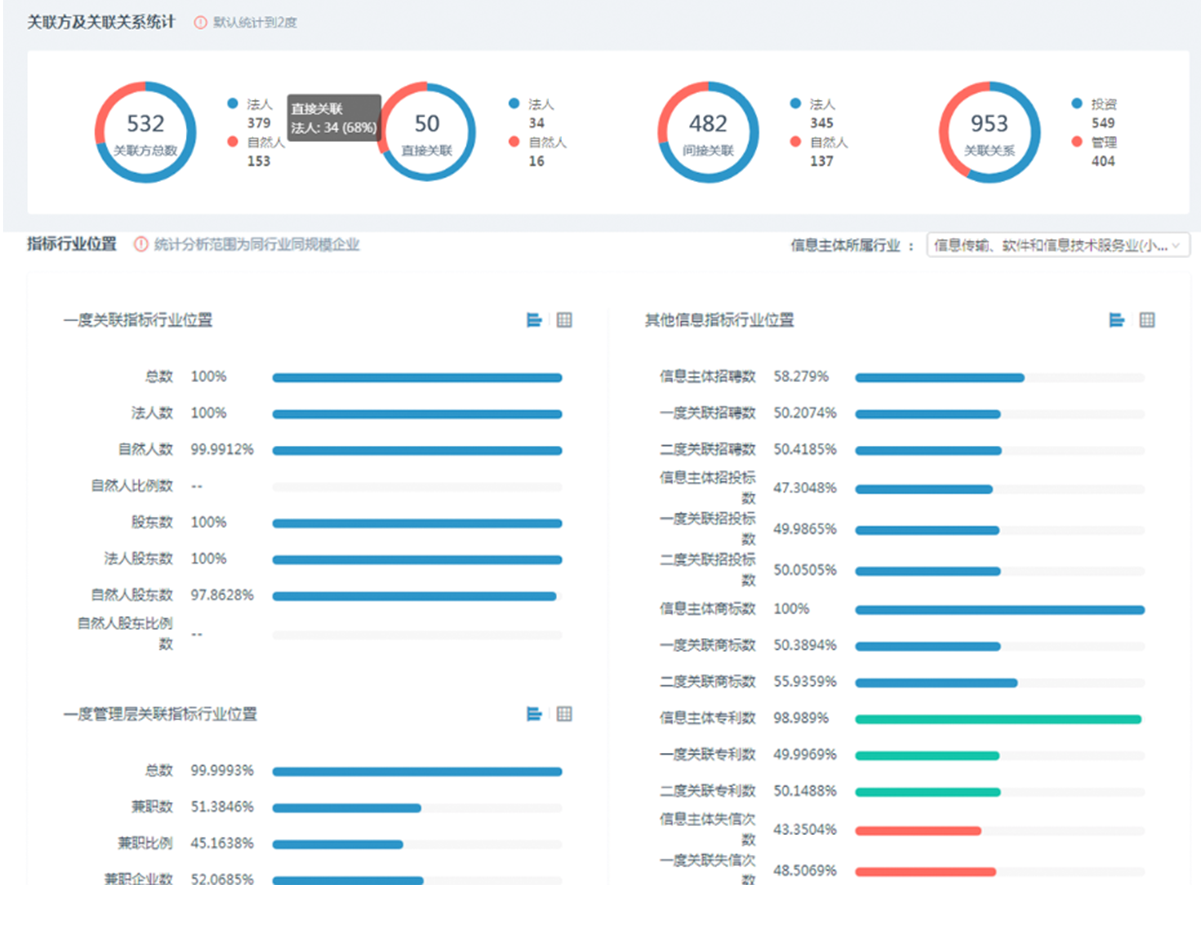 关联方及关联关系统计 默认统计到2度
532
关联方总数
法人
379
自然人
153
直接关联
法人: 34 (68%)
50
直接关联
法人
34
自然人
16
482
间接关联
法人
345
自然人
137
953
关联关系
投资
549
管理
404
指标行业位置 统计分析范围为同行业同规模企业
信息主体所属行业 : 信息传输、软件和信息技术服务业(小...
一度关联指标行业位置
总数 100%
法人数 100%
自然人数 99.9912%
自然人比例数 --
股东数 100%
法人股东数 100%
自然人股东数 97.8628%
自然人股东比例
数 --
一度管理层关联指标行业位置
总数 99.9993%
兼职数 51.3846%
兼职比例 45.1638%
兼职企业数 52.0685%
其他信息指标行业位置
信息主体招聘数 58.279%
一度关联招聘数 50.2074%
二度关联招聘数 50.4185%
信息主体招投标
数 47.3048%
一度关联招投标
数 49.9865%
二度关联招投标
数 50.0505%
信息主体商标数 100%
一度关联商标数 50.3894%
二度关联商标数 55.9359%
信息主体专利数 98.989%
一度关联专利数 49.9969%
二度关联专利数 50.1488%
信息主体失信次
数 43.3504%
一度关联失信次
数 48.5069%